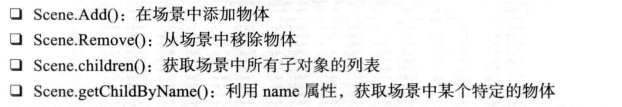 ❑ Scene.Add()：在场景中添加物体
❑ Scene.Remove()：从场景中移除物体
❑ Scene.children()：获取场景中所有子对象的列表
❑ Scene.getChildByName()：利用 name 属性，获取场景中某个特定的物体